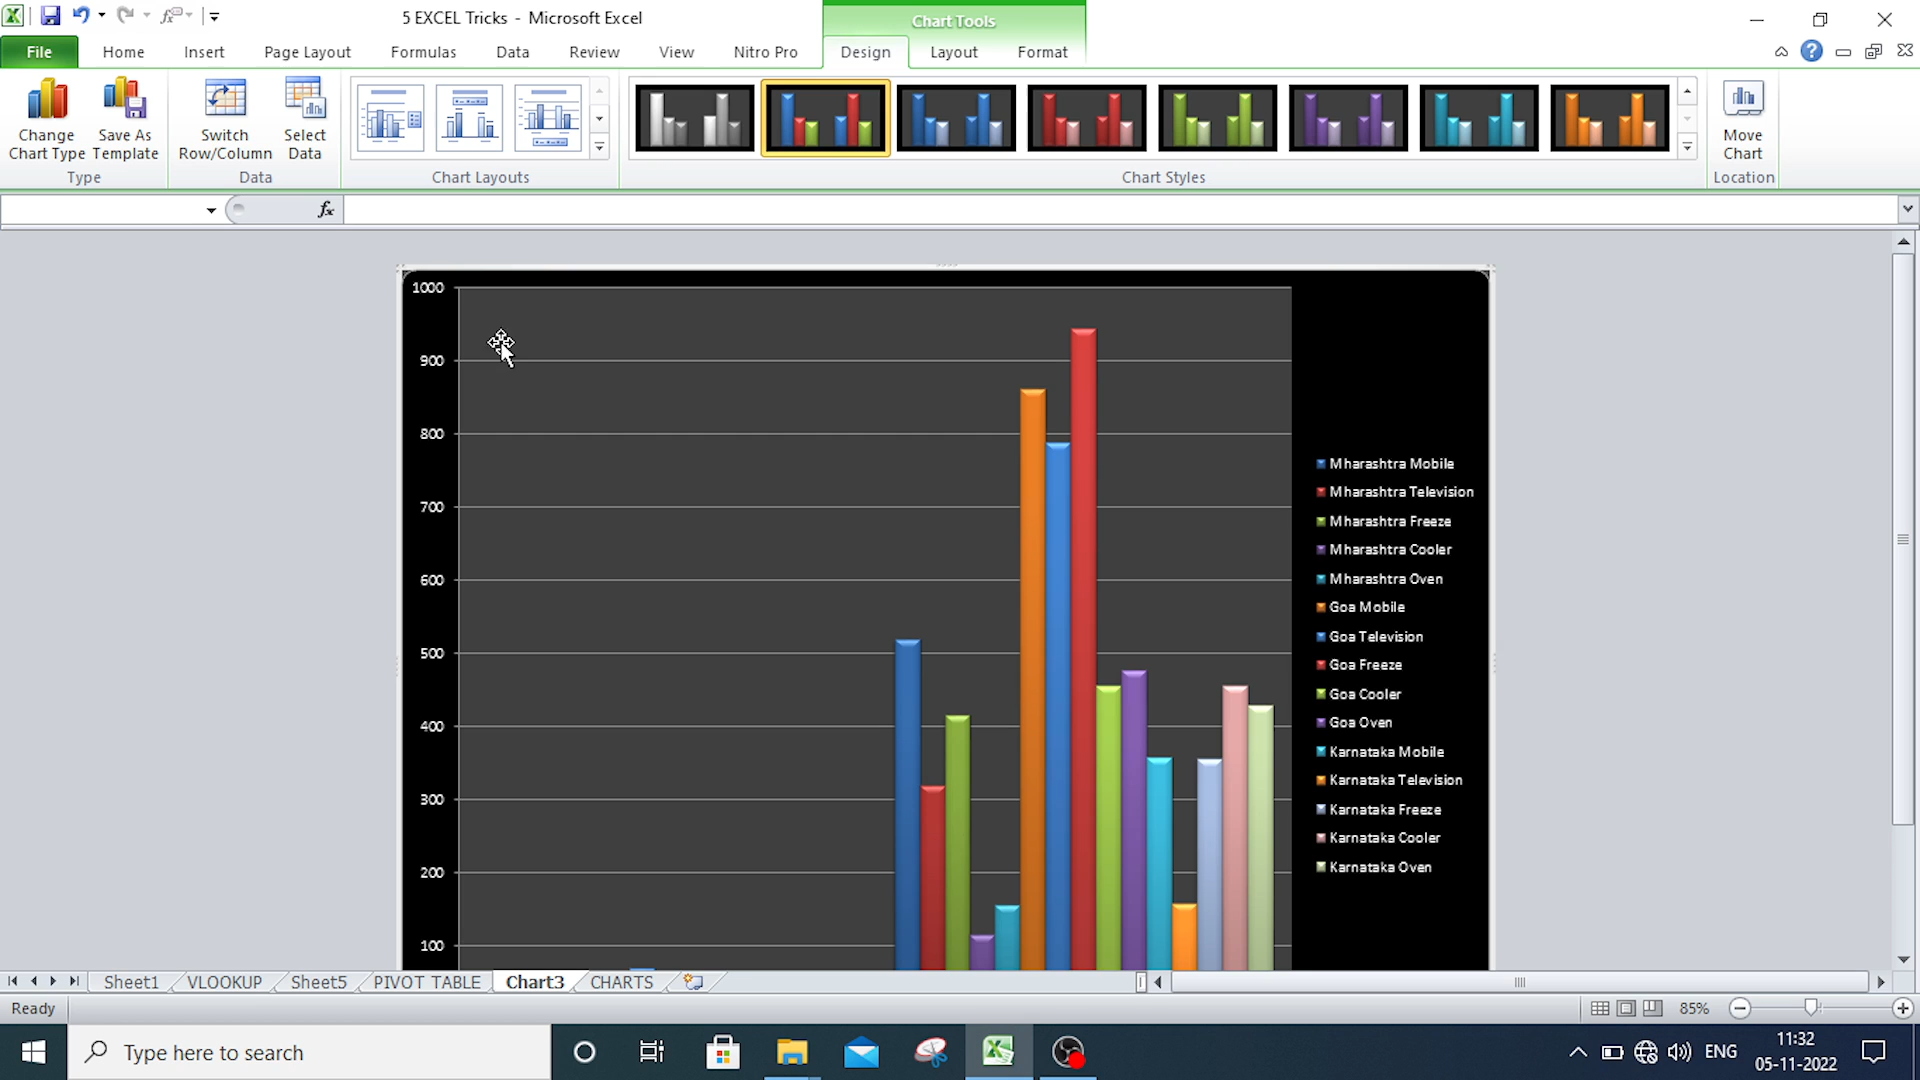 5 EXCEL Tricks - Microsoft Excel
Chart Tools
File Home Insert Page Layout Formulas Data Review View Nitro Pro Design Layout Format
Change Chart Type
Save As Template
Switch Row/Column
Select Data
Move Chart
Type
Data
Chart Layouts
Chart Styles
Location
fx
1000
900
800
700
600
500
400
300
200
100
Mharashtra Mobile
Mharashtra Television
Mharashtra Freeze
Mharashtra Cooler
Mharashtra Oven
Goa Mobile
Goa Television
Goa Freeze
Goa Cooler
Goa Oven
Karnataka Mobile
Karnataka Television
Karnataka Freeze
Karnataka Cooler
Karnataka Oven
Sheet1 VLOOKUP Sheet5 PIVOT TABLE Chart3 CHARTS
Ready
85%
Type here to search
ENG
11:32
05-11-2022